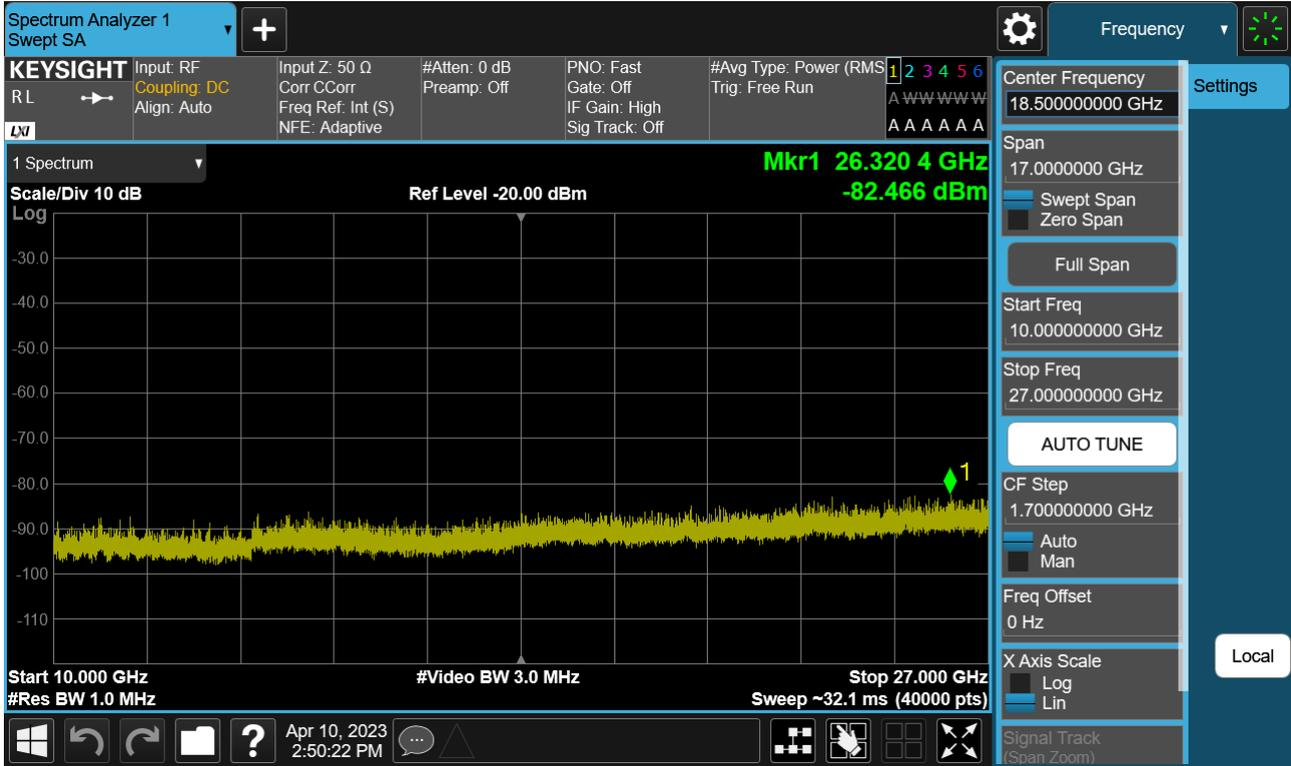 Spectrum Analyzer 1
Swept SA
Frequency
KEYSIGHT
R L
LXI
Input: RF
Coupling: DC
Align: Auto
Input Z: 50 Ω
Corr CCorr
Freq Ref: Int (S)
NFE: Adaptive
#Atten: 0 dB
Preamp: Off
PNO: Fast
Gate: Off
IF Gain: High
Sig Track: Off
#Avg Type: Power (RMS
Trig: Free Run
1 2 3 4 5 6
A W W W W W
A A A A A A
1 Spectrum
Scale/Div 10 dB
Log
Ref Level -20.00 dBm
Mkr1 26.320 4 GHz
-82.466 dBm
-30.0
-40.0
-50.0
-60.0
-70.0
-80.0
-90.0
-100
-110
1
Start 10.000 GHz
#Video BW 3.0 MHz
Stop 27.000 GHz
#Res BW 1.0 MHz
Sweep ~32.1 ms (40000 pts)
Center Frequency
18.500000000 GHz
Span
17.0000000 GHz
Swept Span
Zero Span
Full Span
Start Freq
10.000000000 GHz
Stop Freq
27.000000000 GHz
AUTO TUNE
CF Step
1.700000000 GHz
Auto
Man
Freq Offset
0 Hz
X Axis Scale
Log
Lin
Signal Track
(Span Zoom)
Settings
Local
?
Apr 10, 2023
2:50:22 PM